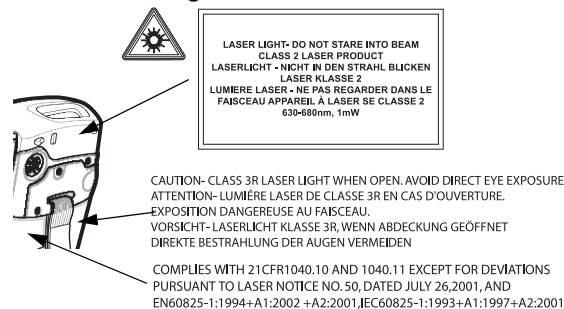 LASER LIGHT- DO NOT STARE INTO BEAM
CLASS 2 LASER PRODUCT
LASERLICHT - NICHT IN DEN STRAHL BLICKEN
LASER KLASSE 2
LUMIERE LASER - NE PAS REGARDER DANS LE
FAISCEAU APPAREIL À LASER SE CLASSE 2
630-680nm, 1mW
CAUTION- CLASS 3R LASER LIGHT WHEN OPEN. AVOID DIRECT EYE EXPOSURE
ATTENTION- LUMIÉRE LASER DE CLASSE 3R EN CAS D'OUVERTURE.
EXPOSITION DANGEREUSE AU FAISCEAU.
VORSICHT- LASERLICHT KLASSE 3R, WENN ABDECKUNG GEÖFFNET
DIREKTE BESTRAHLUNG DER AUGEN VERMEIDEN
COMPLIES WITH 21CFR1040.10 AND 1040.11 EXCEPT FOR DEVIATIONS
PURSUANT TO LASER NOTICE NO. 50, DATED JULY 26,2001, AND
EN60825-1:1994+A1:2002 +A2:2001,IEC60825-1:1993+A1:1997+A2:2001